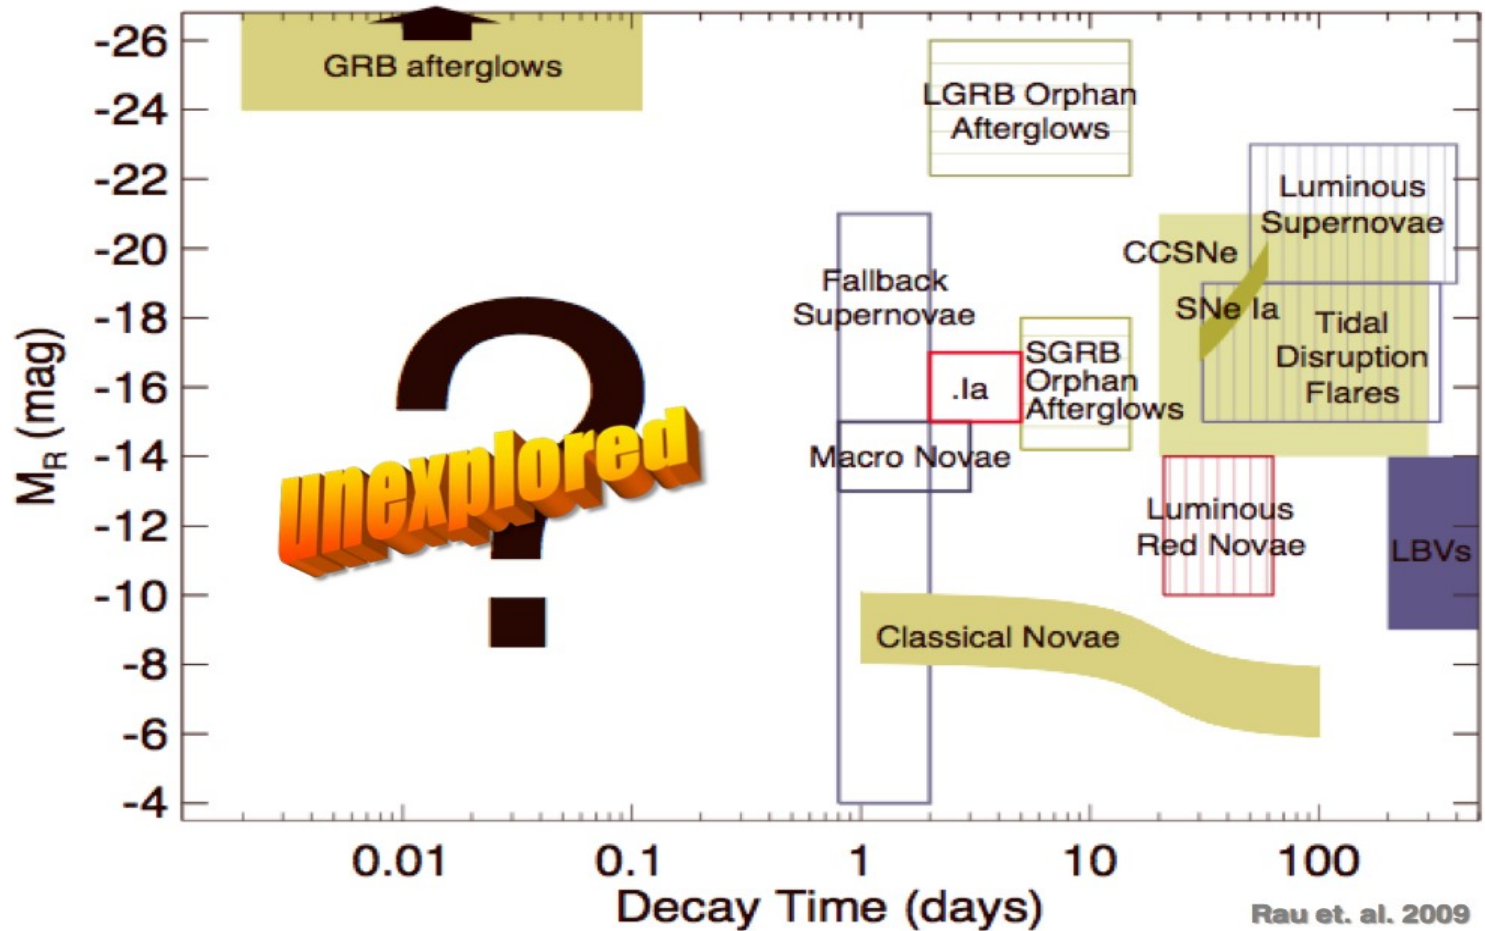 -26
-24
-22
-20
-18
-16
-14
-12
-10
-8
-6
-4
M_R (mag)
GRB afterglows
LGRB Orphan
Afterglows
Luminous
Supernovae
CCSNe
Fallback
Supernovae
SNe Ia
Tidal
Disruption
Flares
SGRB
Orphan
Afterglows
.Ia
?
unexplored
Macro Novae
Luminous
Red Novae
LBVs
Classical Novae
0.01
0.1
1
10
100
Decay Time (days)
Rau et. al. 2009